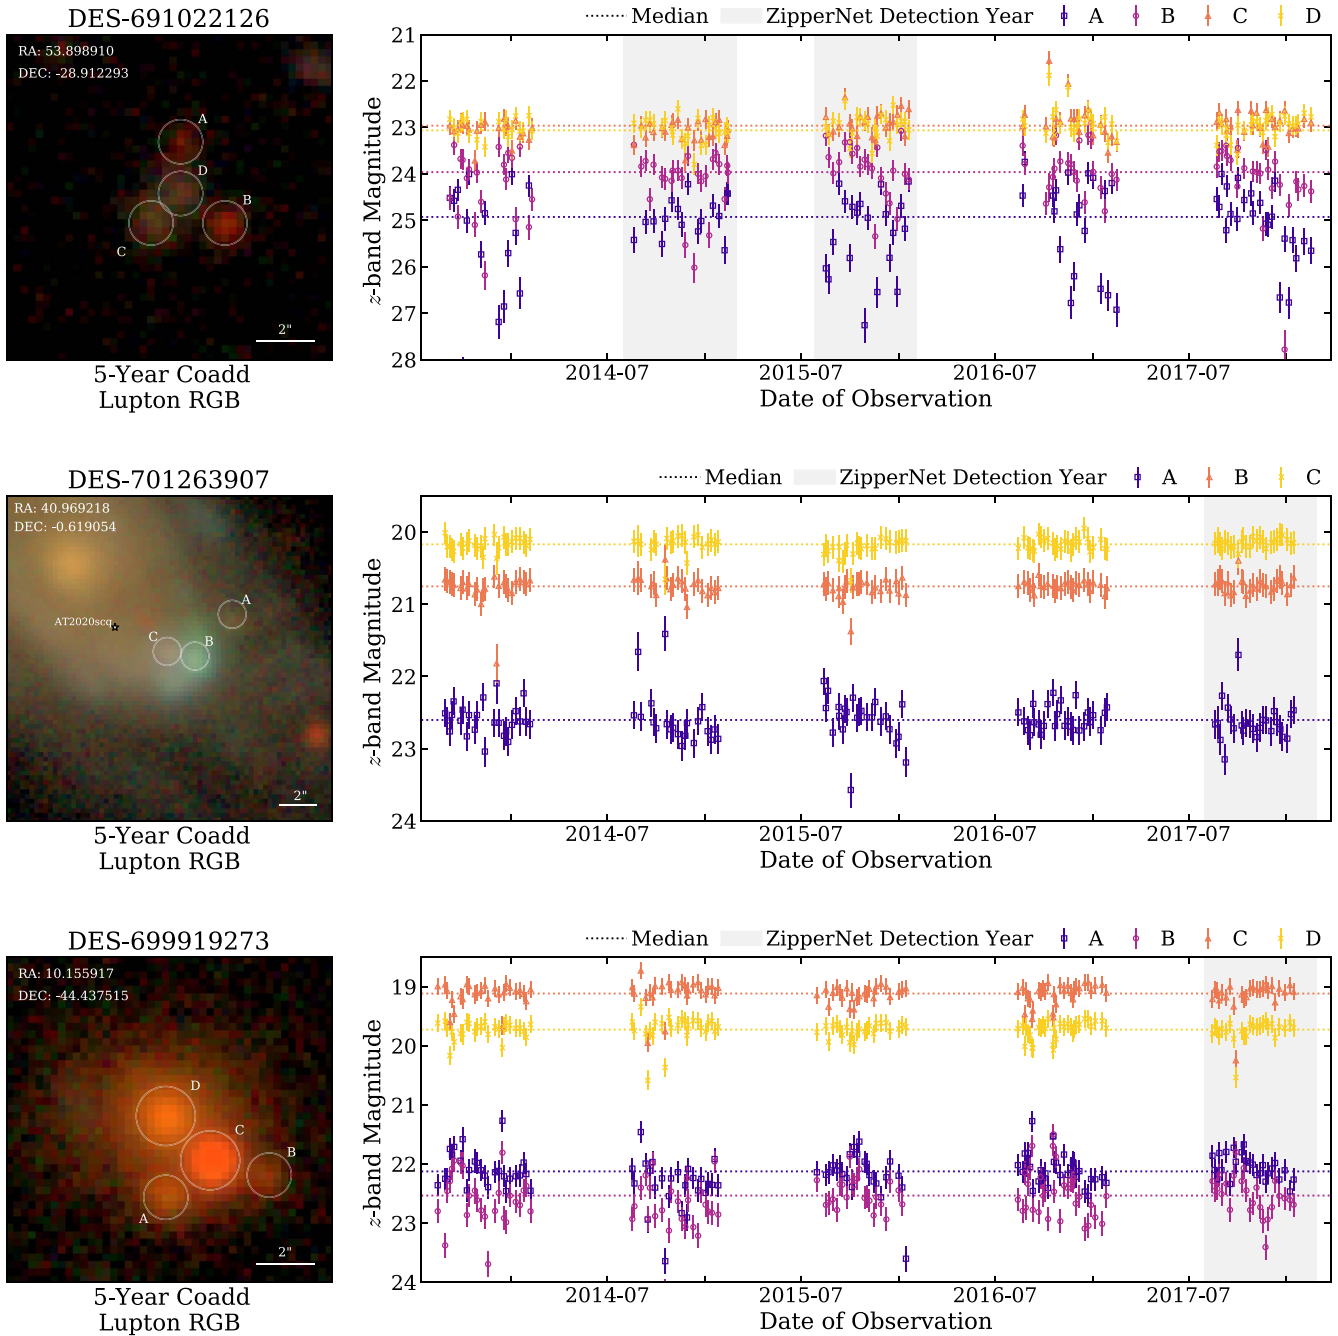 DES-691022126
Median ZipperNet Detection Year A B C D
RA: 53.898910
DEC: -28.912293
A
D
B
C
2"
5-Year Coadd
Lupton RGB
z-band Magnitude
21
22
23
24
25
26
27
28
2014-07 2015-07 2016-07 2017-07
Date of Observation
DES-701263907
Median ZipperNet Detection Year A B C
RA: 40.969218
DEC: -0.619054
A
AT2020scq
C B
2"
5-Year Coadd
Lupton RGB
z-band Magnitude
20
21
22
23
24
2014-07 2015-07 2016-07 2017-07
Date of Observation
DES-699919273
Median ZipperNet Detection Year A B C D
RA: 10.155917
DEC: -44.437515
D
C
B
A
2"
5-Year Coadd
Lupton RGB
z-band Magnitude
19
20
21
22
23
24
2014-07 2015-07 2016-07 2017-07
Date of Observation